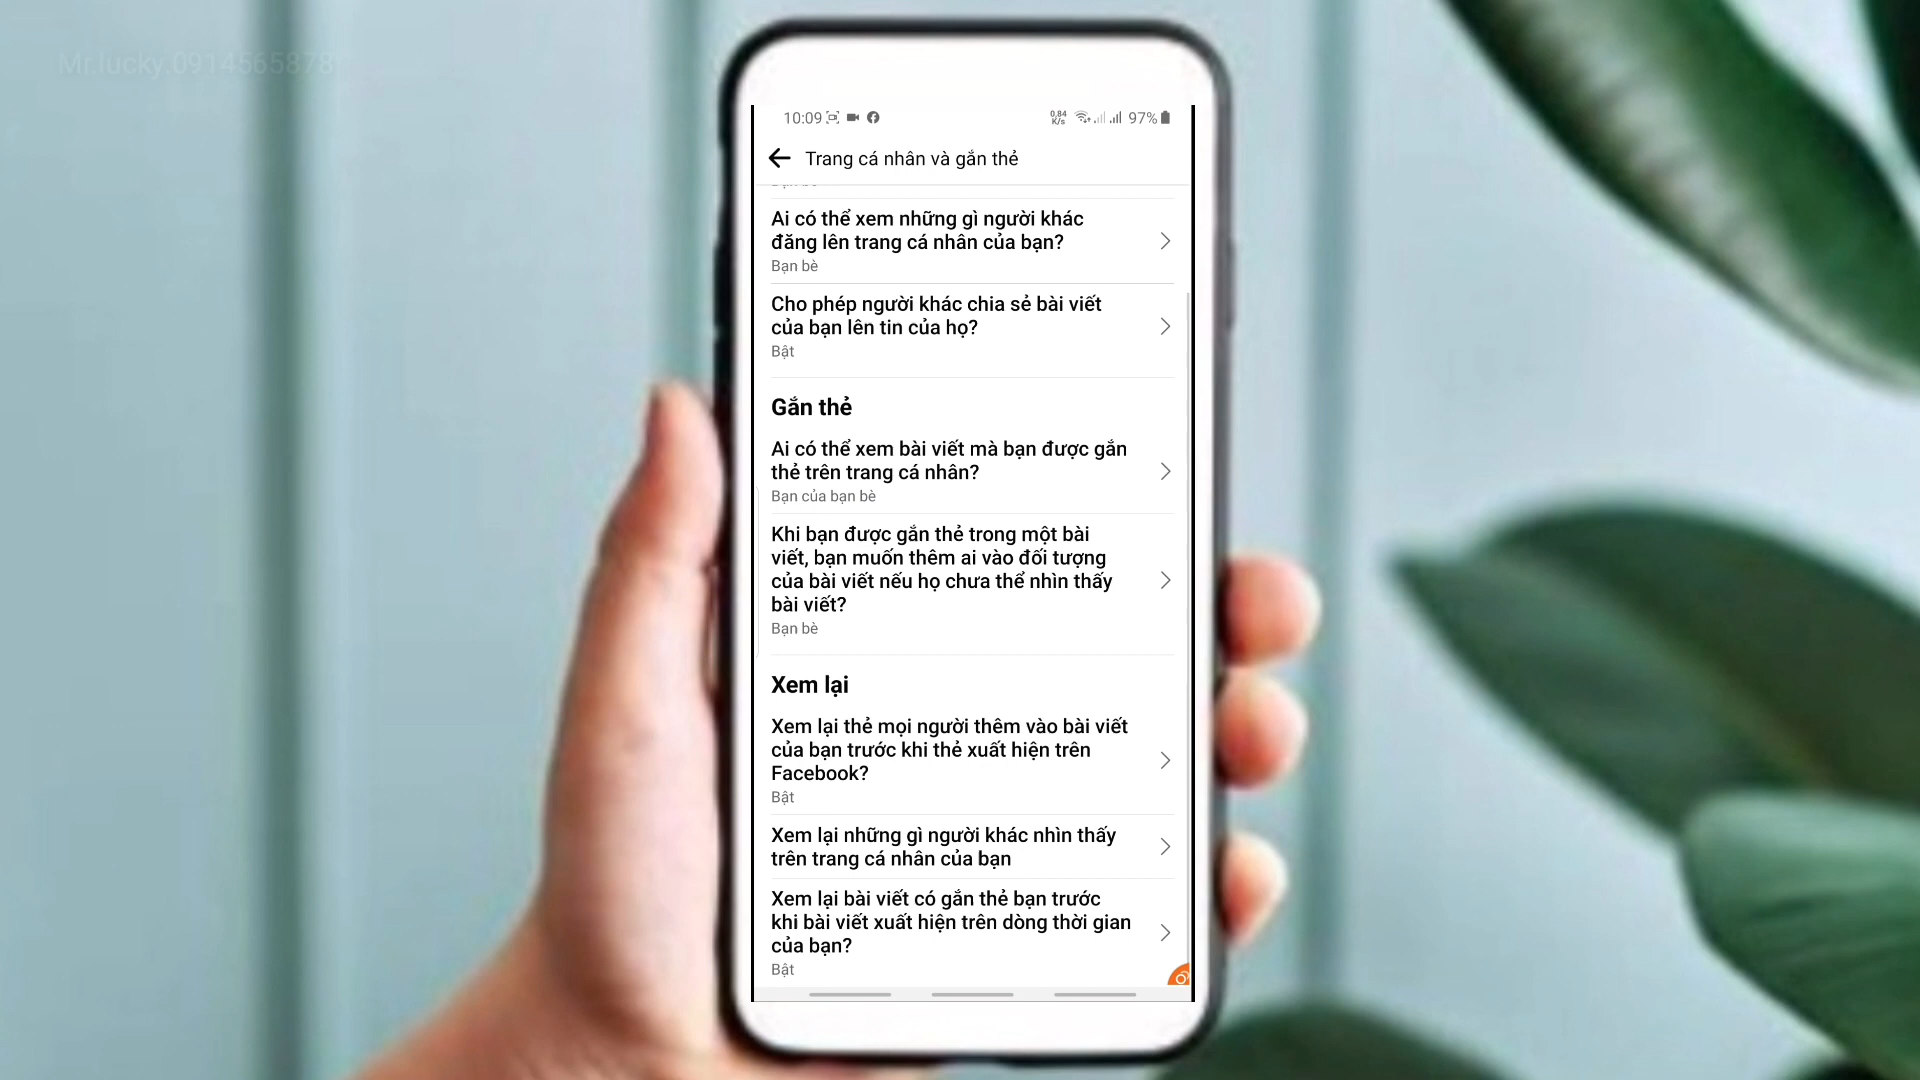 Mr.lucky.0914565878
10:09
0,84
K/s
97%
Trang cá nhân và gắn thẻ
Ai có thể xem những gì người khác
đăng lên trang cá nhân của bạn?
Bạn bè
Cho phép người khác chia sẻ bài viết
của bạn lên tin của họ?
Bật
Gắn thẻ
Ai có thể xem bài viết mà bạn được gắn
thẻ trên trang cá nhân?
Bạn của bạn bè
Khi bạn được gắn thẻ trong một bài
viết, bạn muốn thêm ai vào đối tượng
của bài viết nếu họ chưa thể nhìn thấy
bài viết?
Bạn bè
Xem lại
Xem lại thẻ mọi người thêm vào bài viết
của bạn trước khi thẻ xuất hiện trên
Facebook?
Bật
Xem lại những gì người khác nhìn thấy
trên trang cá nhân của bạn
Xem lại bài viết có gắn thẻ bạn trước
khi bài viết xuất hiện trên dòng thời gian
của bạn?
Bật